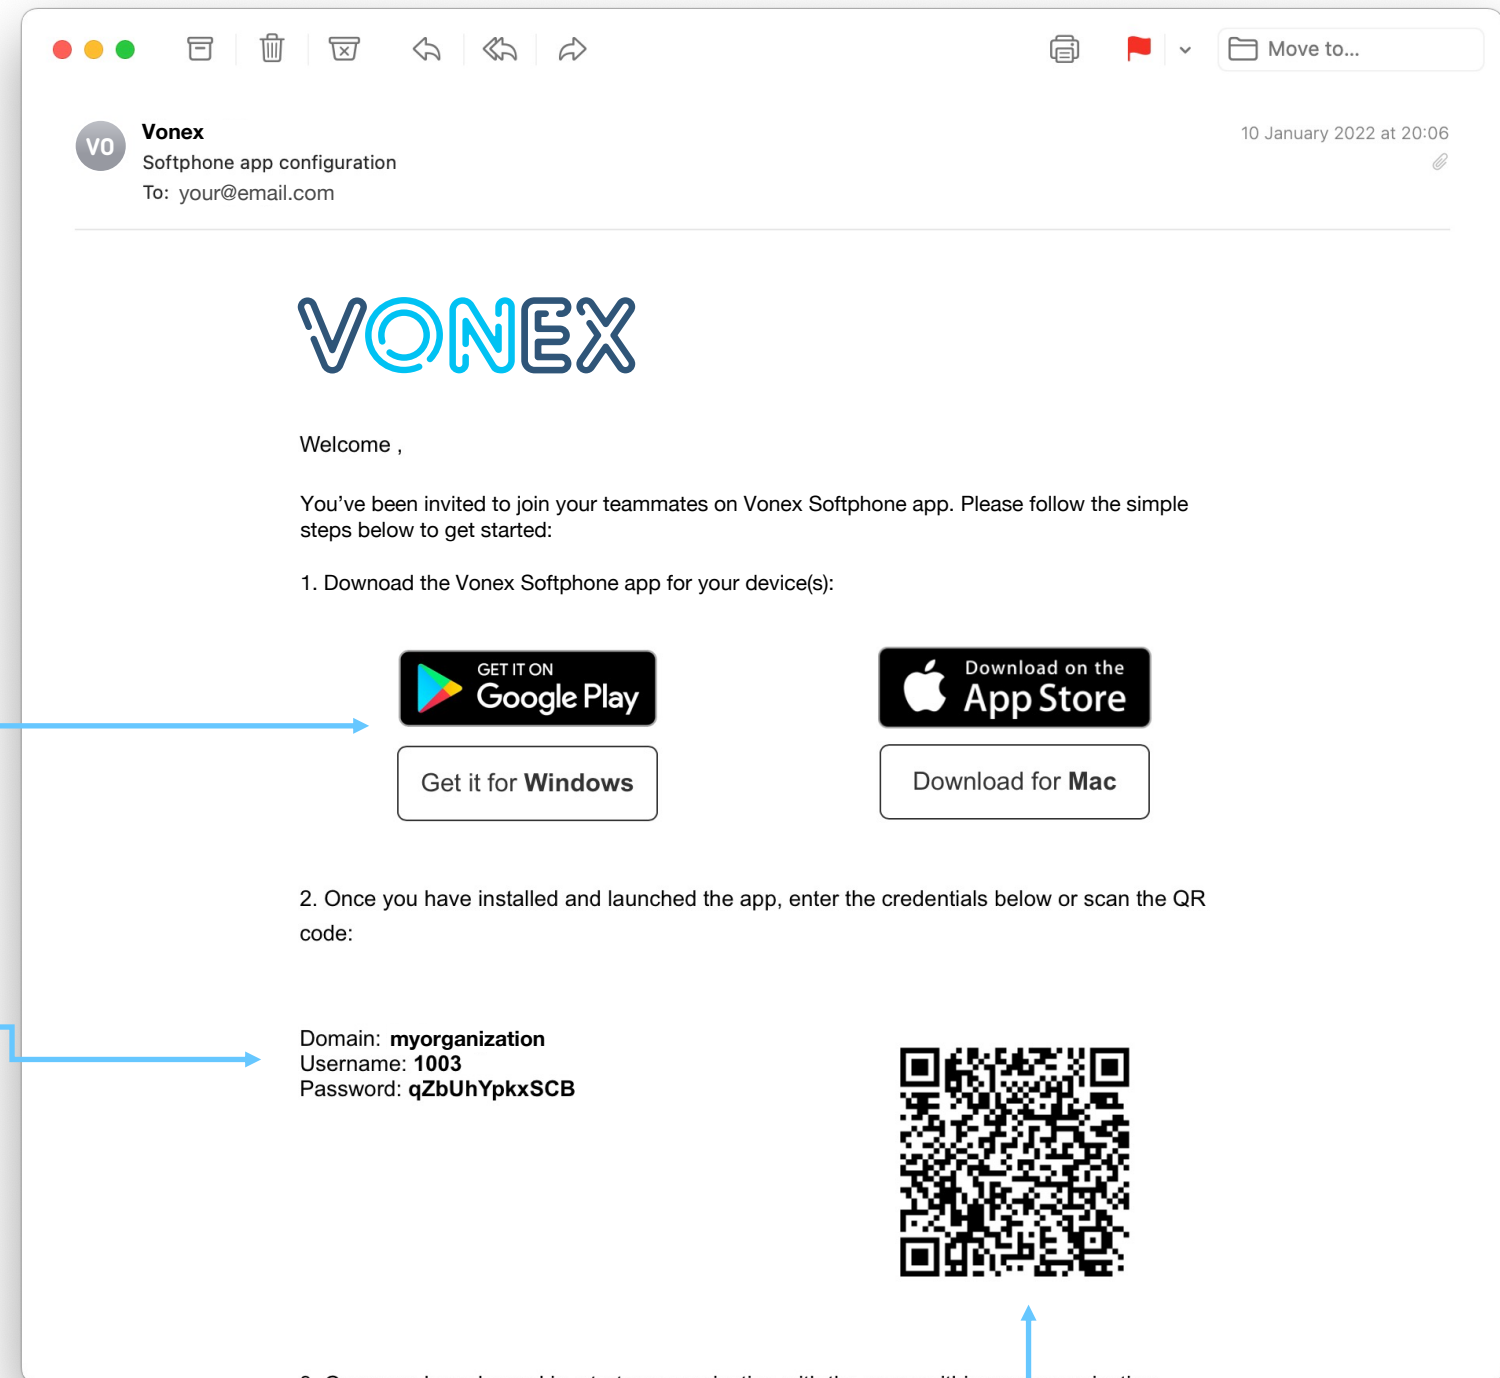 Move to...
Vonex
10 January 2022 at 20:06
VO
Softphone app configuration
To: your@email.com
VONEX
Welcome ,
You've been invited to join your teammates on Vonex Softphone app. Please follow the simple
steps below to get started:
1. Downoad the Vonex Softphone app for your device(s):
GET IT ON
Google Play
Download on the
App Store
Get it for Windows
Download for Mac
2. Once you have installed and launched the app, enter the credentials below or scan the QR
code:
Domain: myorganization
Username: 1003
Password: qZbUhYpkxSCB